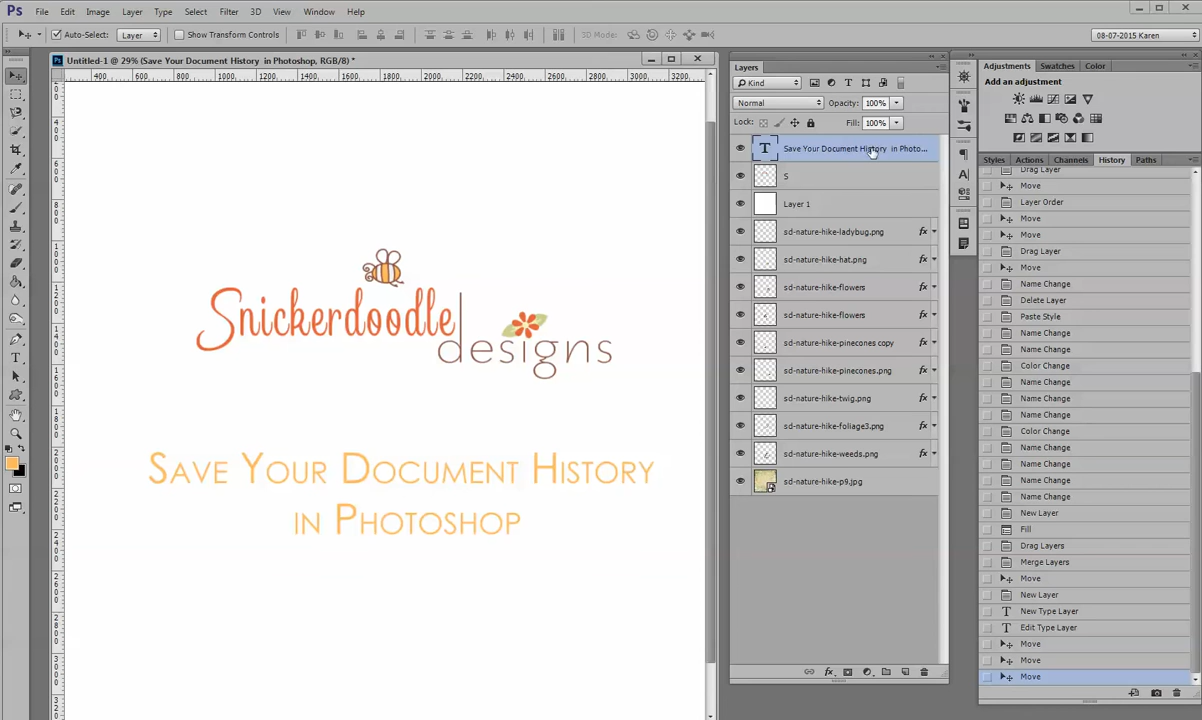 Ps File Edit Image Layer Type Select Filter 3D View Window Help
Auto-Select: Layer Show Transform Controls 3D Mode: 08-07-2015 Karen
Untitled-1 @ 29% (Save Your Document History in Photoshop, RGB/8) *
400 600 800 1000 1200 1400 1600 1800 2000 2200 2400 2600 2800 3000 3200
Snickerdoodle
designs
Save Your Document History
in Photoshop
Layers
Kind
Normal Opacity: 100%
Lock: Fill: 100%
T Save Your Document History in Photo...
S
Layer 1
sd-nature-hike-ladybug.png fx
sd-nature-hike-hat.png fx
sd-nature-hike-flowers fx
sd-nature-hike-flowers fx
sd-nature-hike-pinecones copy fx
sd-nature-hike-pinecones.png fx
sd-nature-hike-twig.png fx
sd-nature-hike-foliage3.png fx
sd-nature-hike-weeds.png fx
sd-nature-hike-p9.jpg
Adjustments Swatches Color
Add an adjustment
Styles Actions Channels History Paths
Drag Layer
Move
Layer Order
Move
Move
Drag Layer
Move
Name Change
Delete Layer
Paste Style
Name Change
Name Change
Color Change
Name Change
Name Change
Name Change
Color Change
Name Change
Name Change
Name Change
Name Change
New Layer
Fill
Drag Layers
Merge Layers
Move
New Layer
New Type Layer
Edit Type Layer
Move
Move
Move